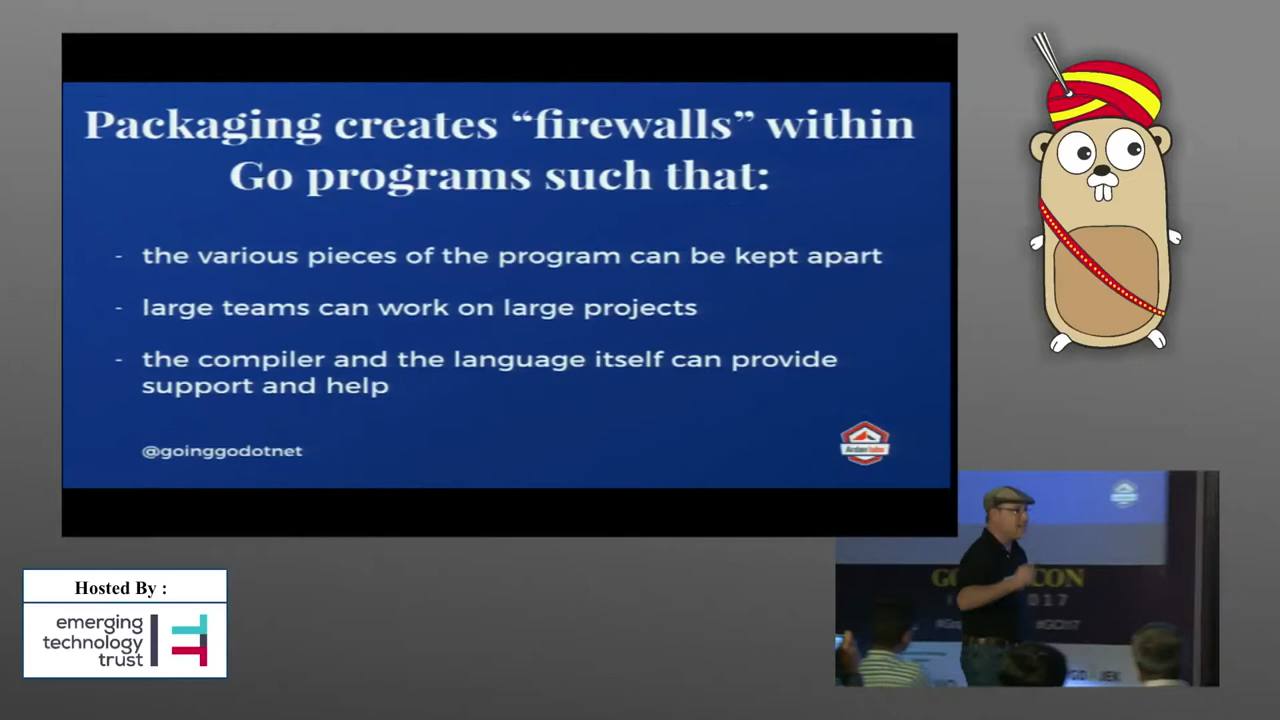 Packaging creates “firewalls” within
Go programs such that:
- the various pieces of the program can be kept apart
- large teams can work on large projects
- the compiler and the language itself can provide
support and help
@goinggodotnet
Ardanlabs
Hosted By :
emerging
technology
trust
CON